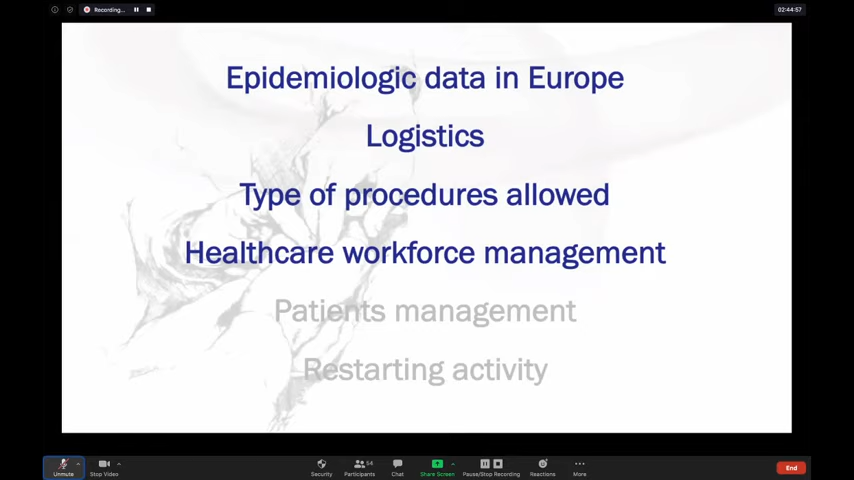 Recording...
02:44:57
Epidemiologic data in Europe
Logistics
Type of procedures allowed
Healthcare workforce management
Patients management
Restarting activity
Unmute
Stop Video
Security
Participants
54
Chat
Share Screen
Pause/Stop Recording
Reactions
More
End